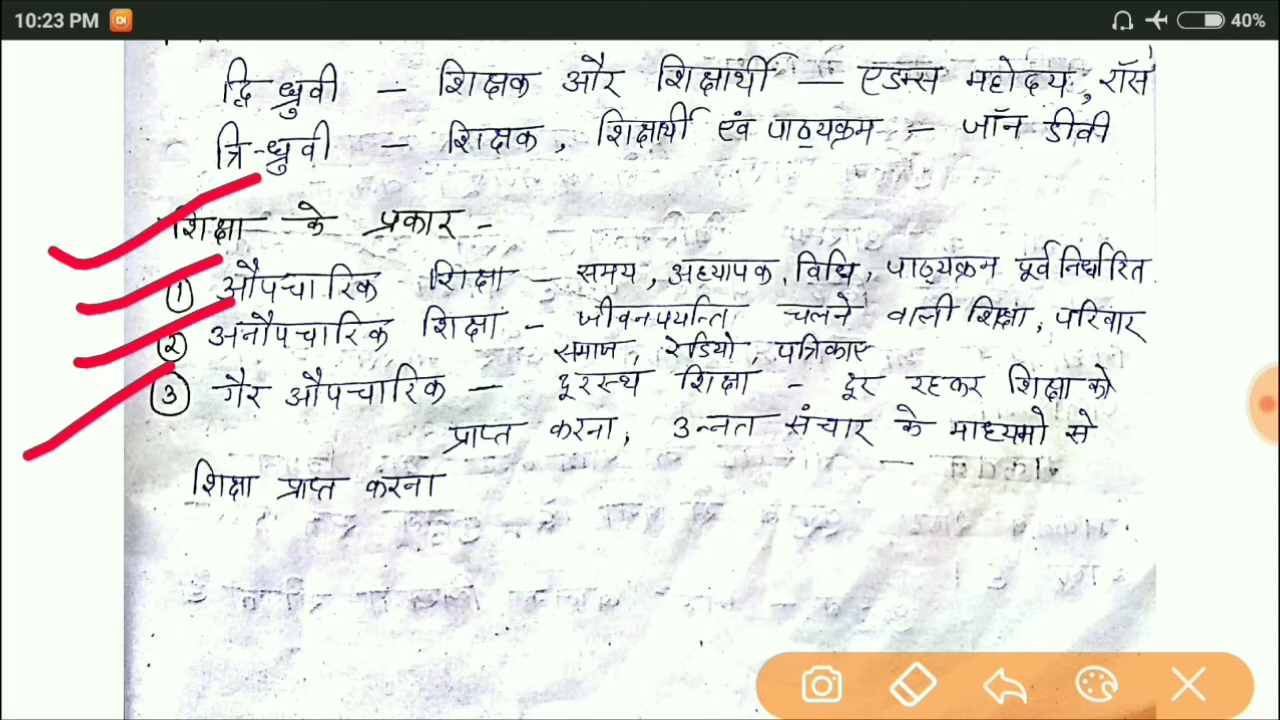 10:23 PM 40%
द्वि ध्रुवी — शिक्षक और शिक्षार्थी — एडम्स महोदय, रॉस
त्रि-ध्रुवी — शिक्षक, शिक्षार्थी एवं पाठ्यक्रम — जॉन डीवी
शिक्षा के प्रकार -
① औपचारिक शिक्षा — समय, अध्यापक, विधि, पाठ्यक्रम पूर्व निर्धारित
② अनौपचारिक शिक्षा - जीवनपर्यन्त चलने वाली शिक्षा, परिवार
समाज, रेडियो, पत्रिकाए
③ गैर औपचारिक — दूरस्थ शिक्षा - दूर रहकर शिक्षा को
प्राप्त करना, उन्नत संचार के माध्यमो से
शिक्षा प्राप्त करना